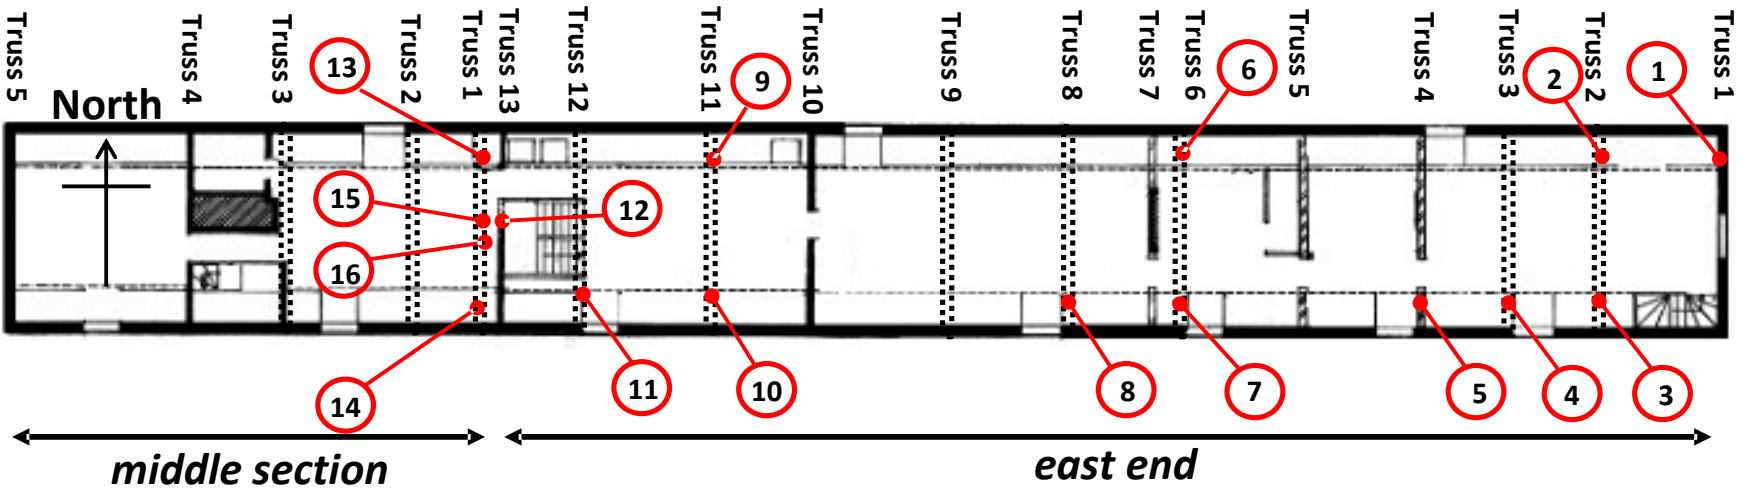 Truss 5
Truss 4
Truss 3
Truss 2
Truss 1
Truss 13
Truss 12
Truss 11
Truss 10
Truss 9
Truss 8
Truss 7
Truss 6
Truss 5
Truss 4
Truss 3
Truss 2
Truss 1
North
13
9
6
2
1
15
12
16
14
11
10
8
7
5
4
3
middle section
east end